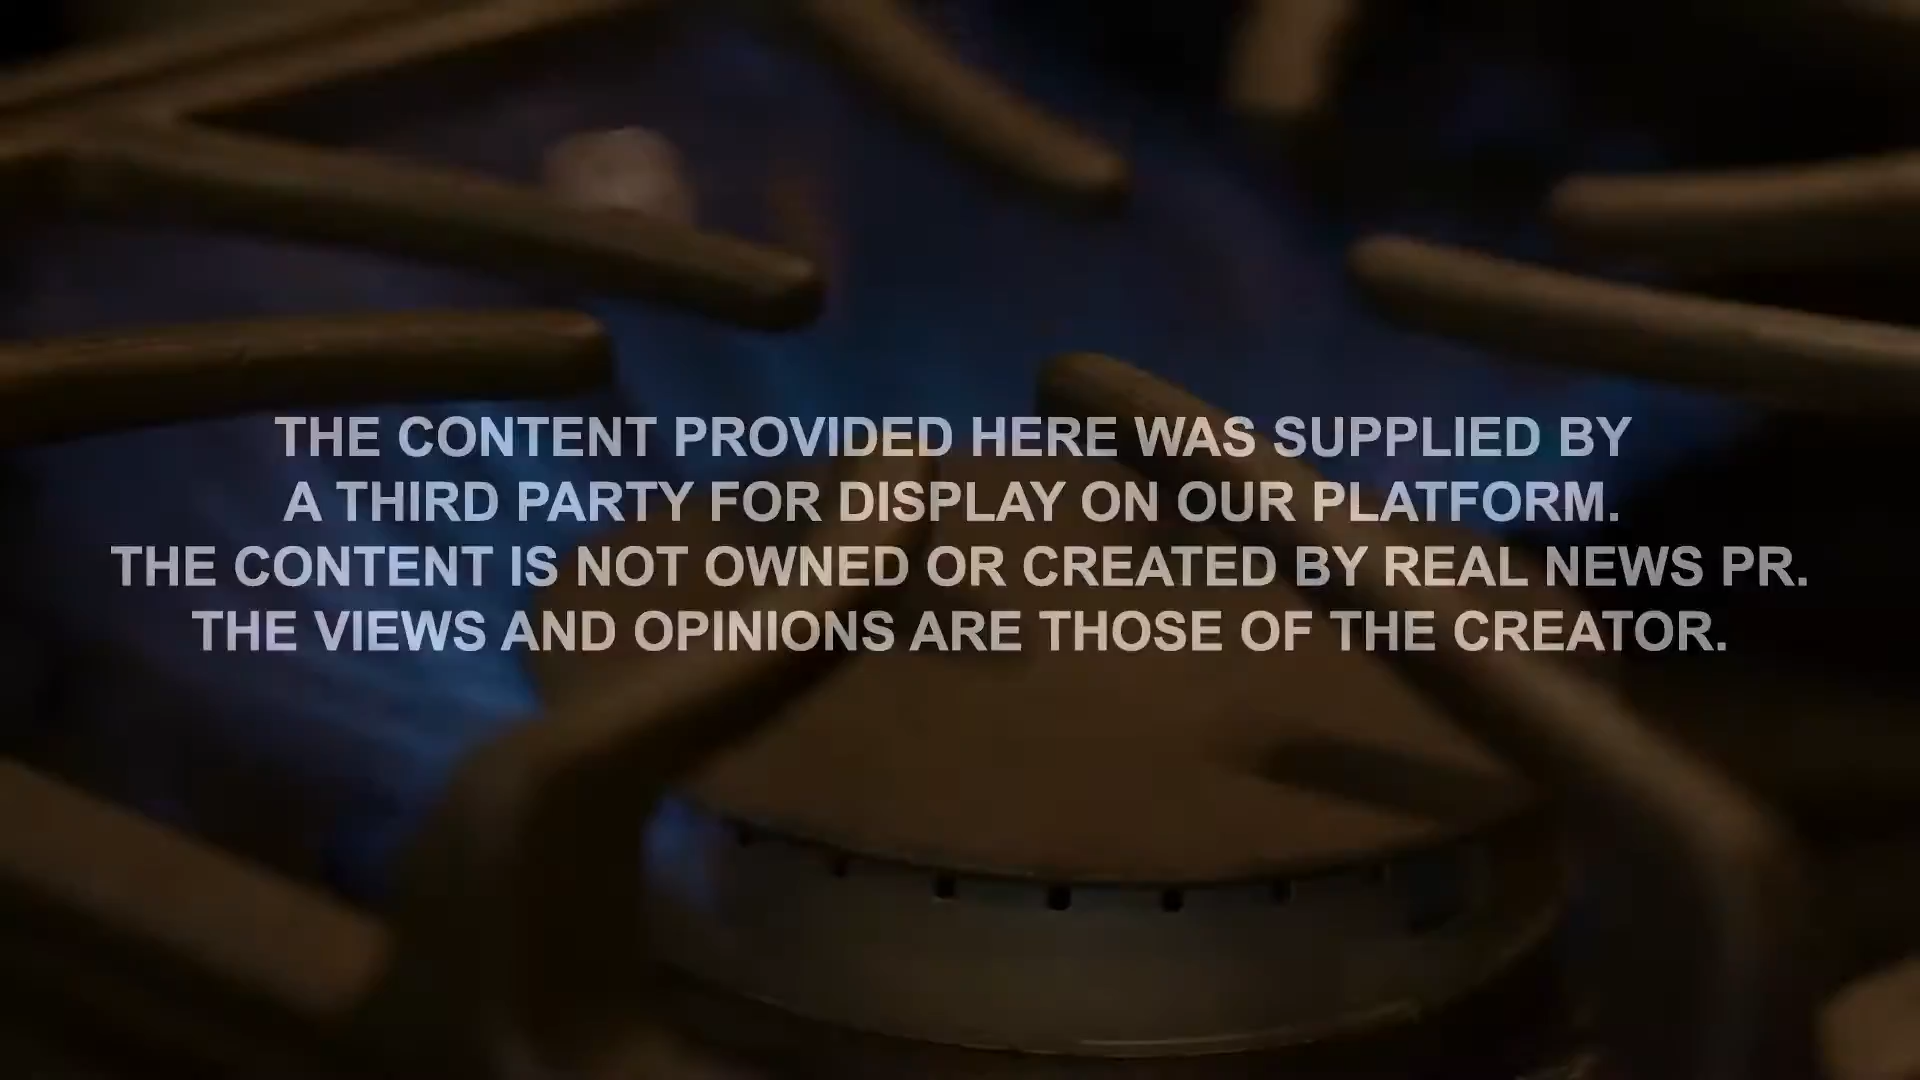 THE CONTENT PROVIDED HERE WAS SUPPLIED BY
A THIRD PARTY FOR DISPLAY ON OUR PLATFORM.
THE CONTENT IS NOT OWNED OR CREATED BY REAL NEWS PR.
THE VIEWS AND OPINIONS ARE THOSE OF THE CREATOR.